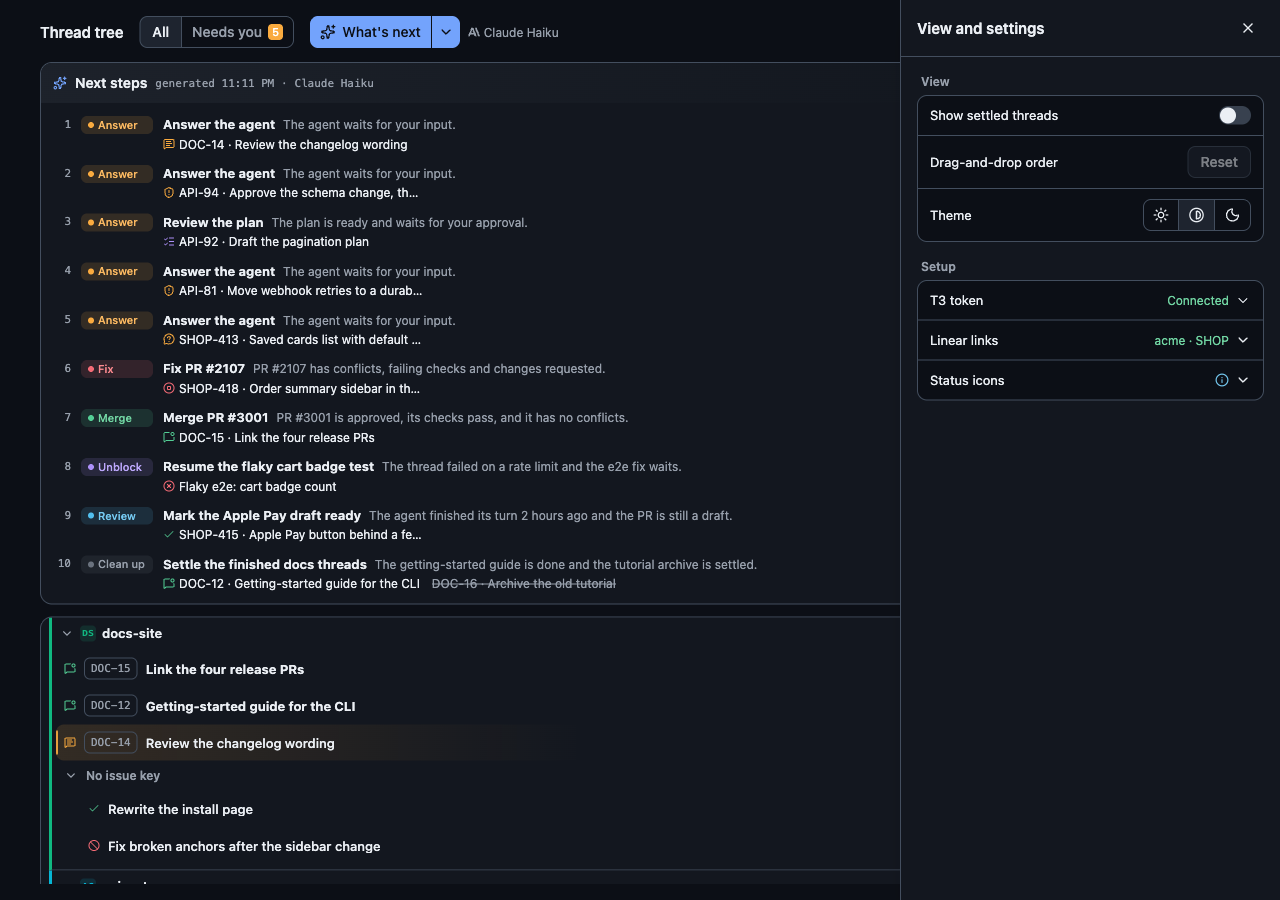 Thread tree
All
Needs you 5
What's next
Claude Haiku
Next steps generated 11:11 PM · Claude Haiku
1 Answer Answer the agent The agent waits for your input.
DOC-14 · Review the changelog wording
2 Answer Answer the agent The agent waits for your input.
API-94 · Approve the schema change, th...
3 Answer Review the plan The plan is ready and waits for your approval.
API-92 · Draft the pagination plan
4 Answer Answer the agent The agent waits for your input.
API-81 · Move webhook retries to a durab...
5 Answer Answer the agent The agent waits for your input.
SHOP-413 · Saved cards list with default ...
6 Fix Fix PR #2107 PR #2107 has conflicts, failing checks and changes requested.
SHOP-418 · Order summary sidebar in th...
7 Merge Merge PR #3001 PR #3001 is approved, its checks pass, and it has no conflicts.
DOC-15 · Link the four release PRs
8 Unblock Resume the flaky cart badge test The thread failed on a rate limit and the e2e fix waits.
Flaky e2e: cart badge count
9 Review Mark the Apple Pay draft ready The agent finished its turn 2 hours ago and the PR is still a draft.
SHOP-415 · Apple Pay button behind a fe...
10 Clean up Settle the finished docs threads The getting-started guide is done and the tutorial archive is settled.
DOC-12 · Getting-started guide for the CLI DOC-16 · Archive the old tutorial
DS docs-site
DOC-15 Link the four release PRs
DOC-12 Getting-started guide for the CLI
DOC-14 Review the changelog wording
No issue key
Rewrite the install page
Fix broken anchors after the sidebar change
View and settings
View
Show settled threads
Drag-and-drop order Reset
Theme
Setup
T3 token Connected
Linear links acme · SHOP
Status icons